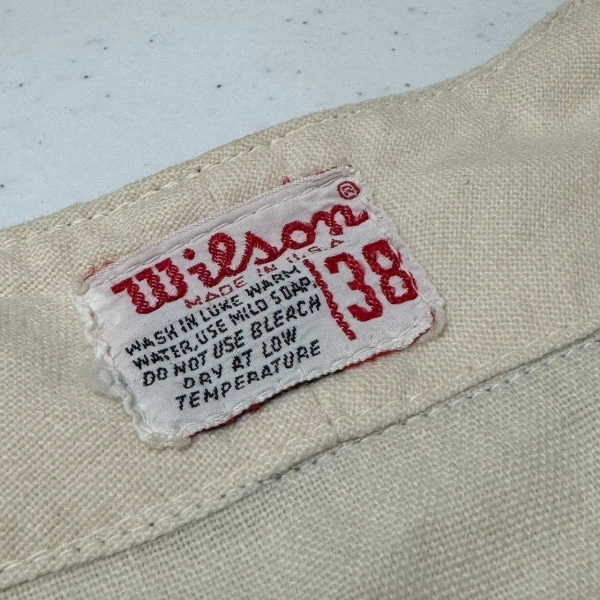 Wilson®
MADE IN U.S.A
38
WASH IN LUKE WARM
WATER, USE MILD SOAP,
DO NOT USE BLEACH
DRY AT LOW
TEMPERATURE